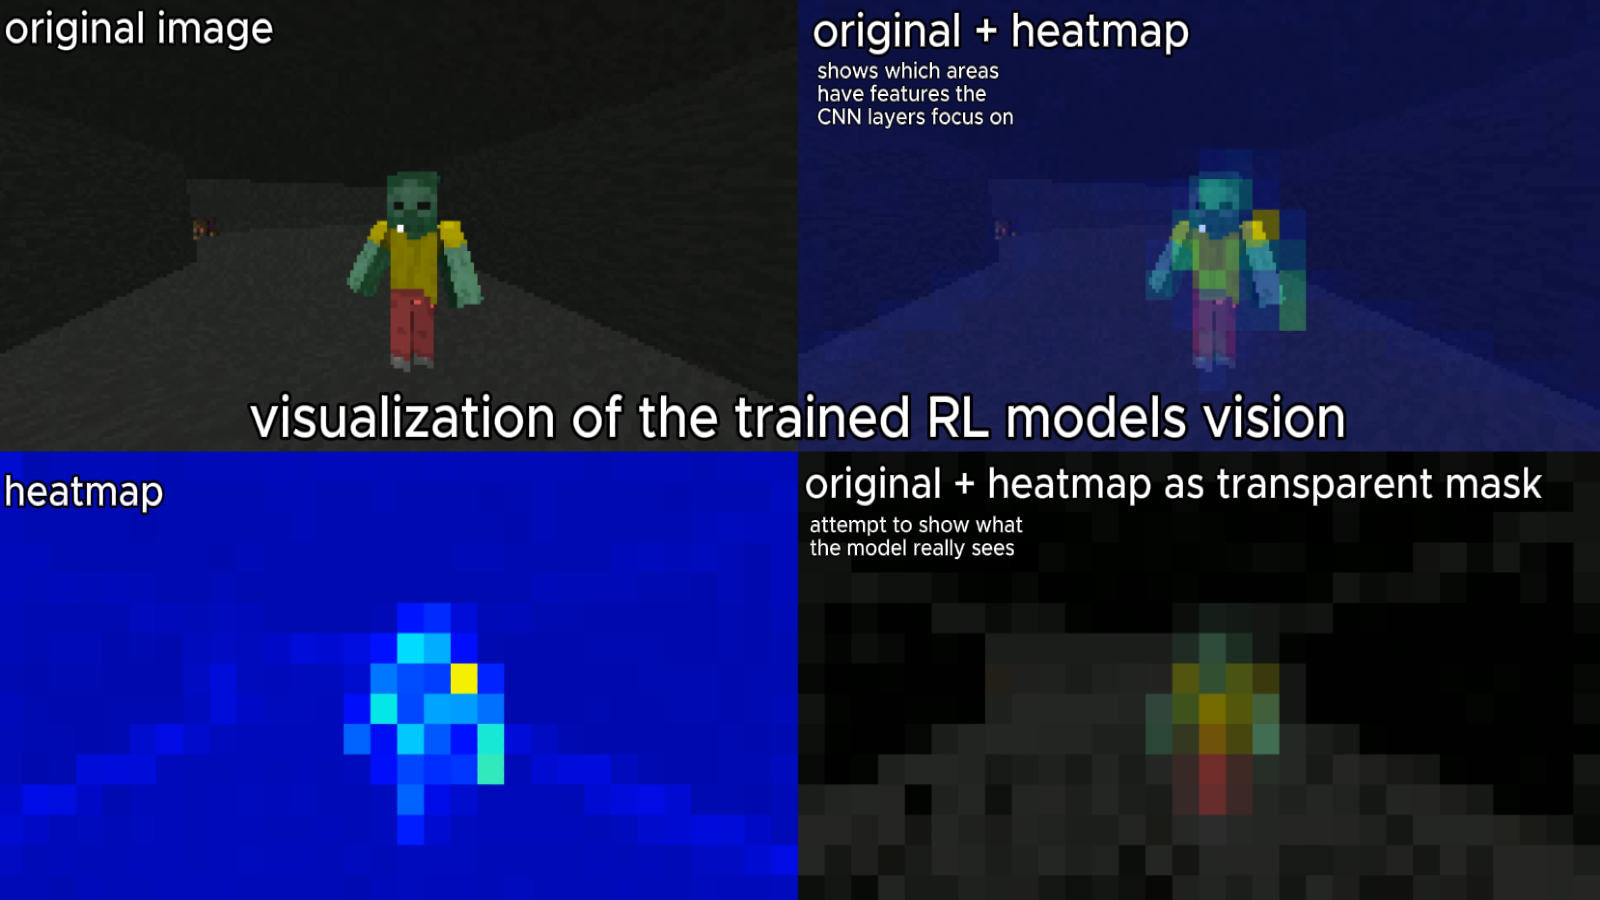 original image
original + heatmap
shows which areas
have features the
CNN layers focus on
visualization of the trained RL models vision
heatmap
original + heatmap as transparent mask
attempt to show what
the model really sees